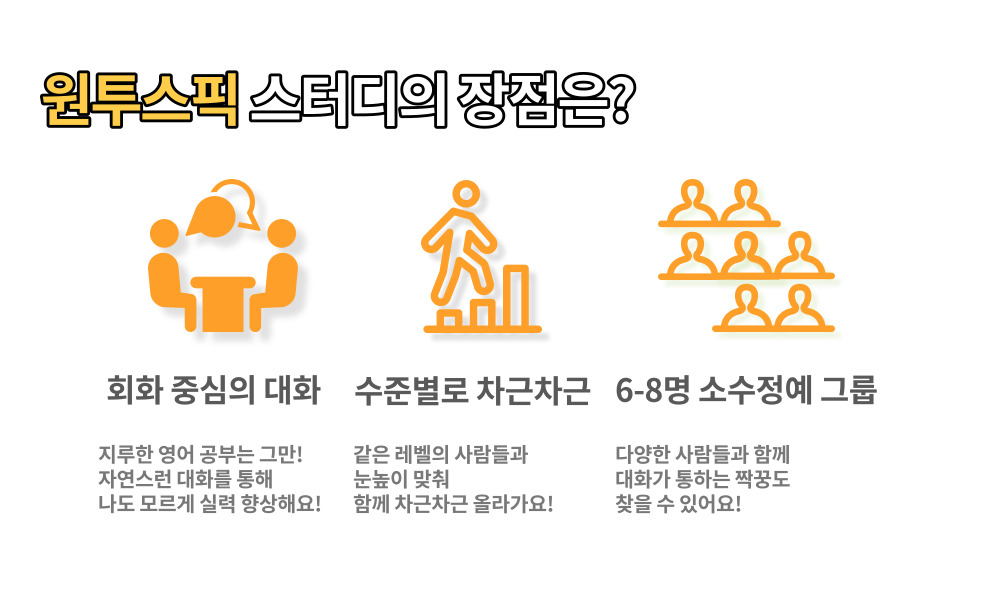 원투스픽 스터디의 장점은?
회화 중심의 대화
지루한 영어 공부는 그만!
자연스런 대화를 통해
나도 모르게 실력 향상해요!
수준별로 차근차근
같은 레벨의 사람들과
눈높이 맞춰
함께 차근차근 올라가요!
6-8명 소수정예 그룹
다양한 사람들과 함께
대화가 통하는 짝꿍도
찾을 수 있어요!